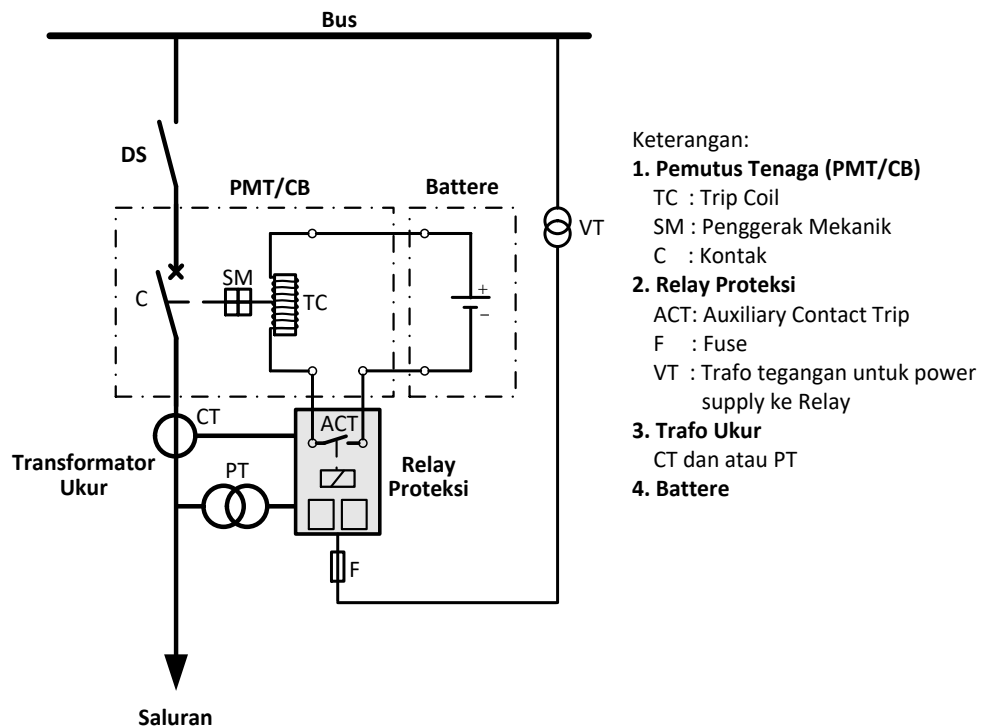 Bus
DS
PMT/CB
Battere
VT
SM
C
TC
+
−
CT
ACT
Transformator
Ukur
PT
Relay
Proteksi
F
Saluran
Keterangan:
1. Pemutus Tenaga (PMT/CB)
TC : Trip Coil
SM : Penggerak Mekanik
C : Kontak
2. Relay Proteksi
ACT: Auxiliary Contact Trip
F : Fuse
VT : Trafo tegangan untuk power
supply ke Relay
3. Trafo Ukur
CT dan atau PT
4. Battere